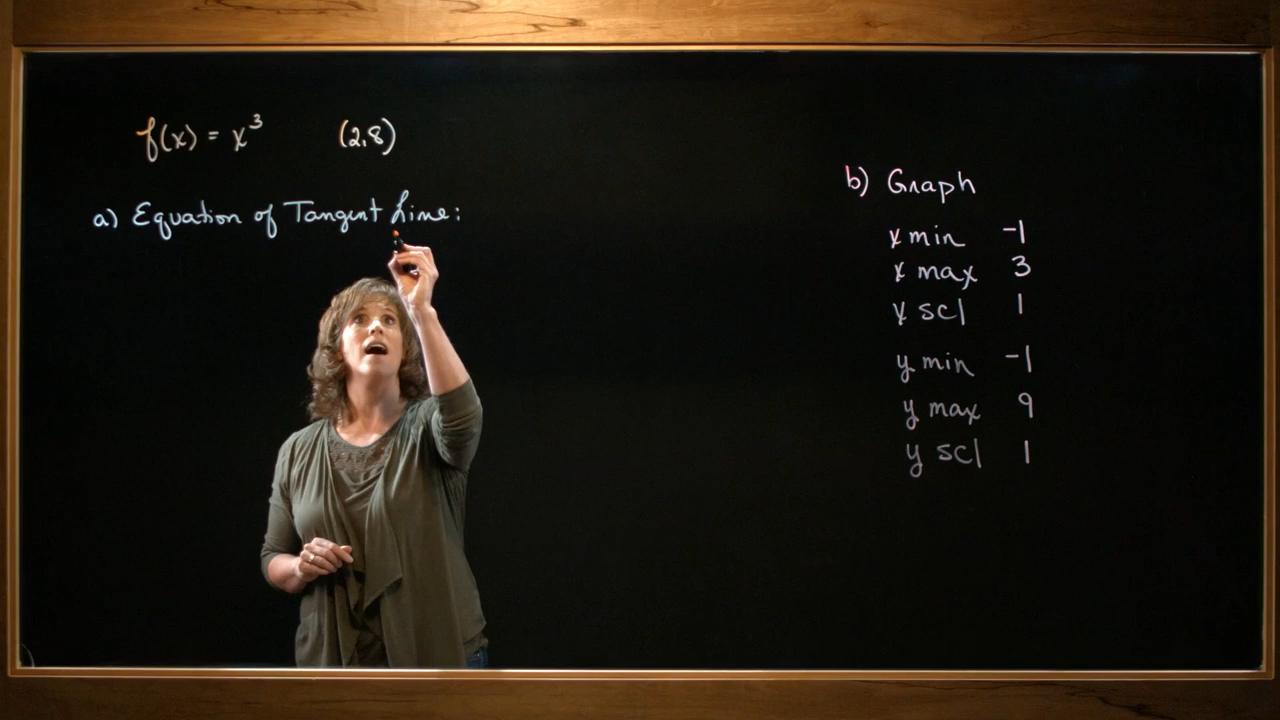 f(x) = x³ (2,8)
a) Equation of Tangent Line:
b) Graph
x min -1
x max 3
x scl 1
y min -1
y max 9
y scl 1